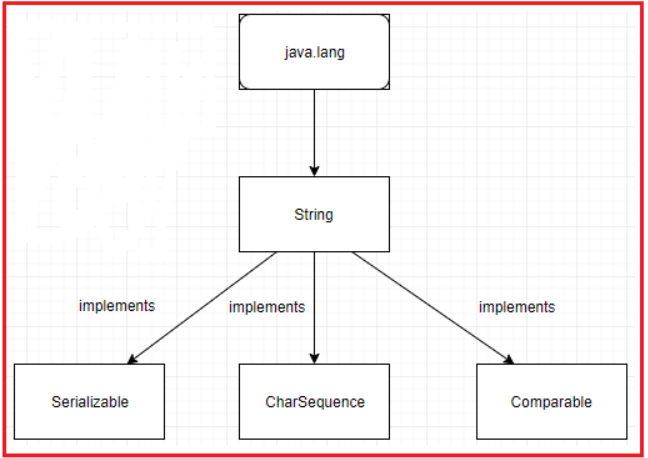 java.lang
String
implements
implements
implements
Serializable
CharSequence
Comparable